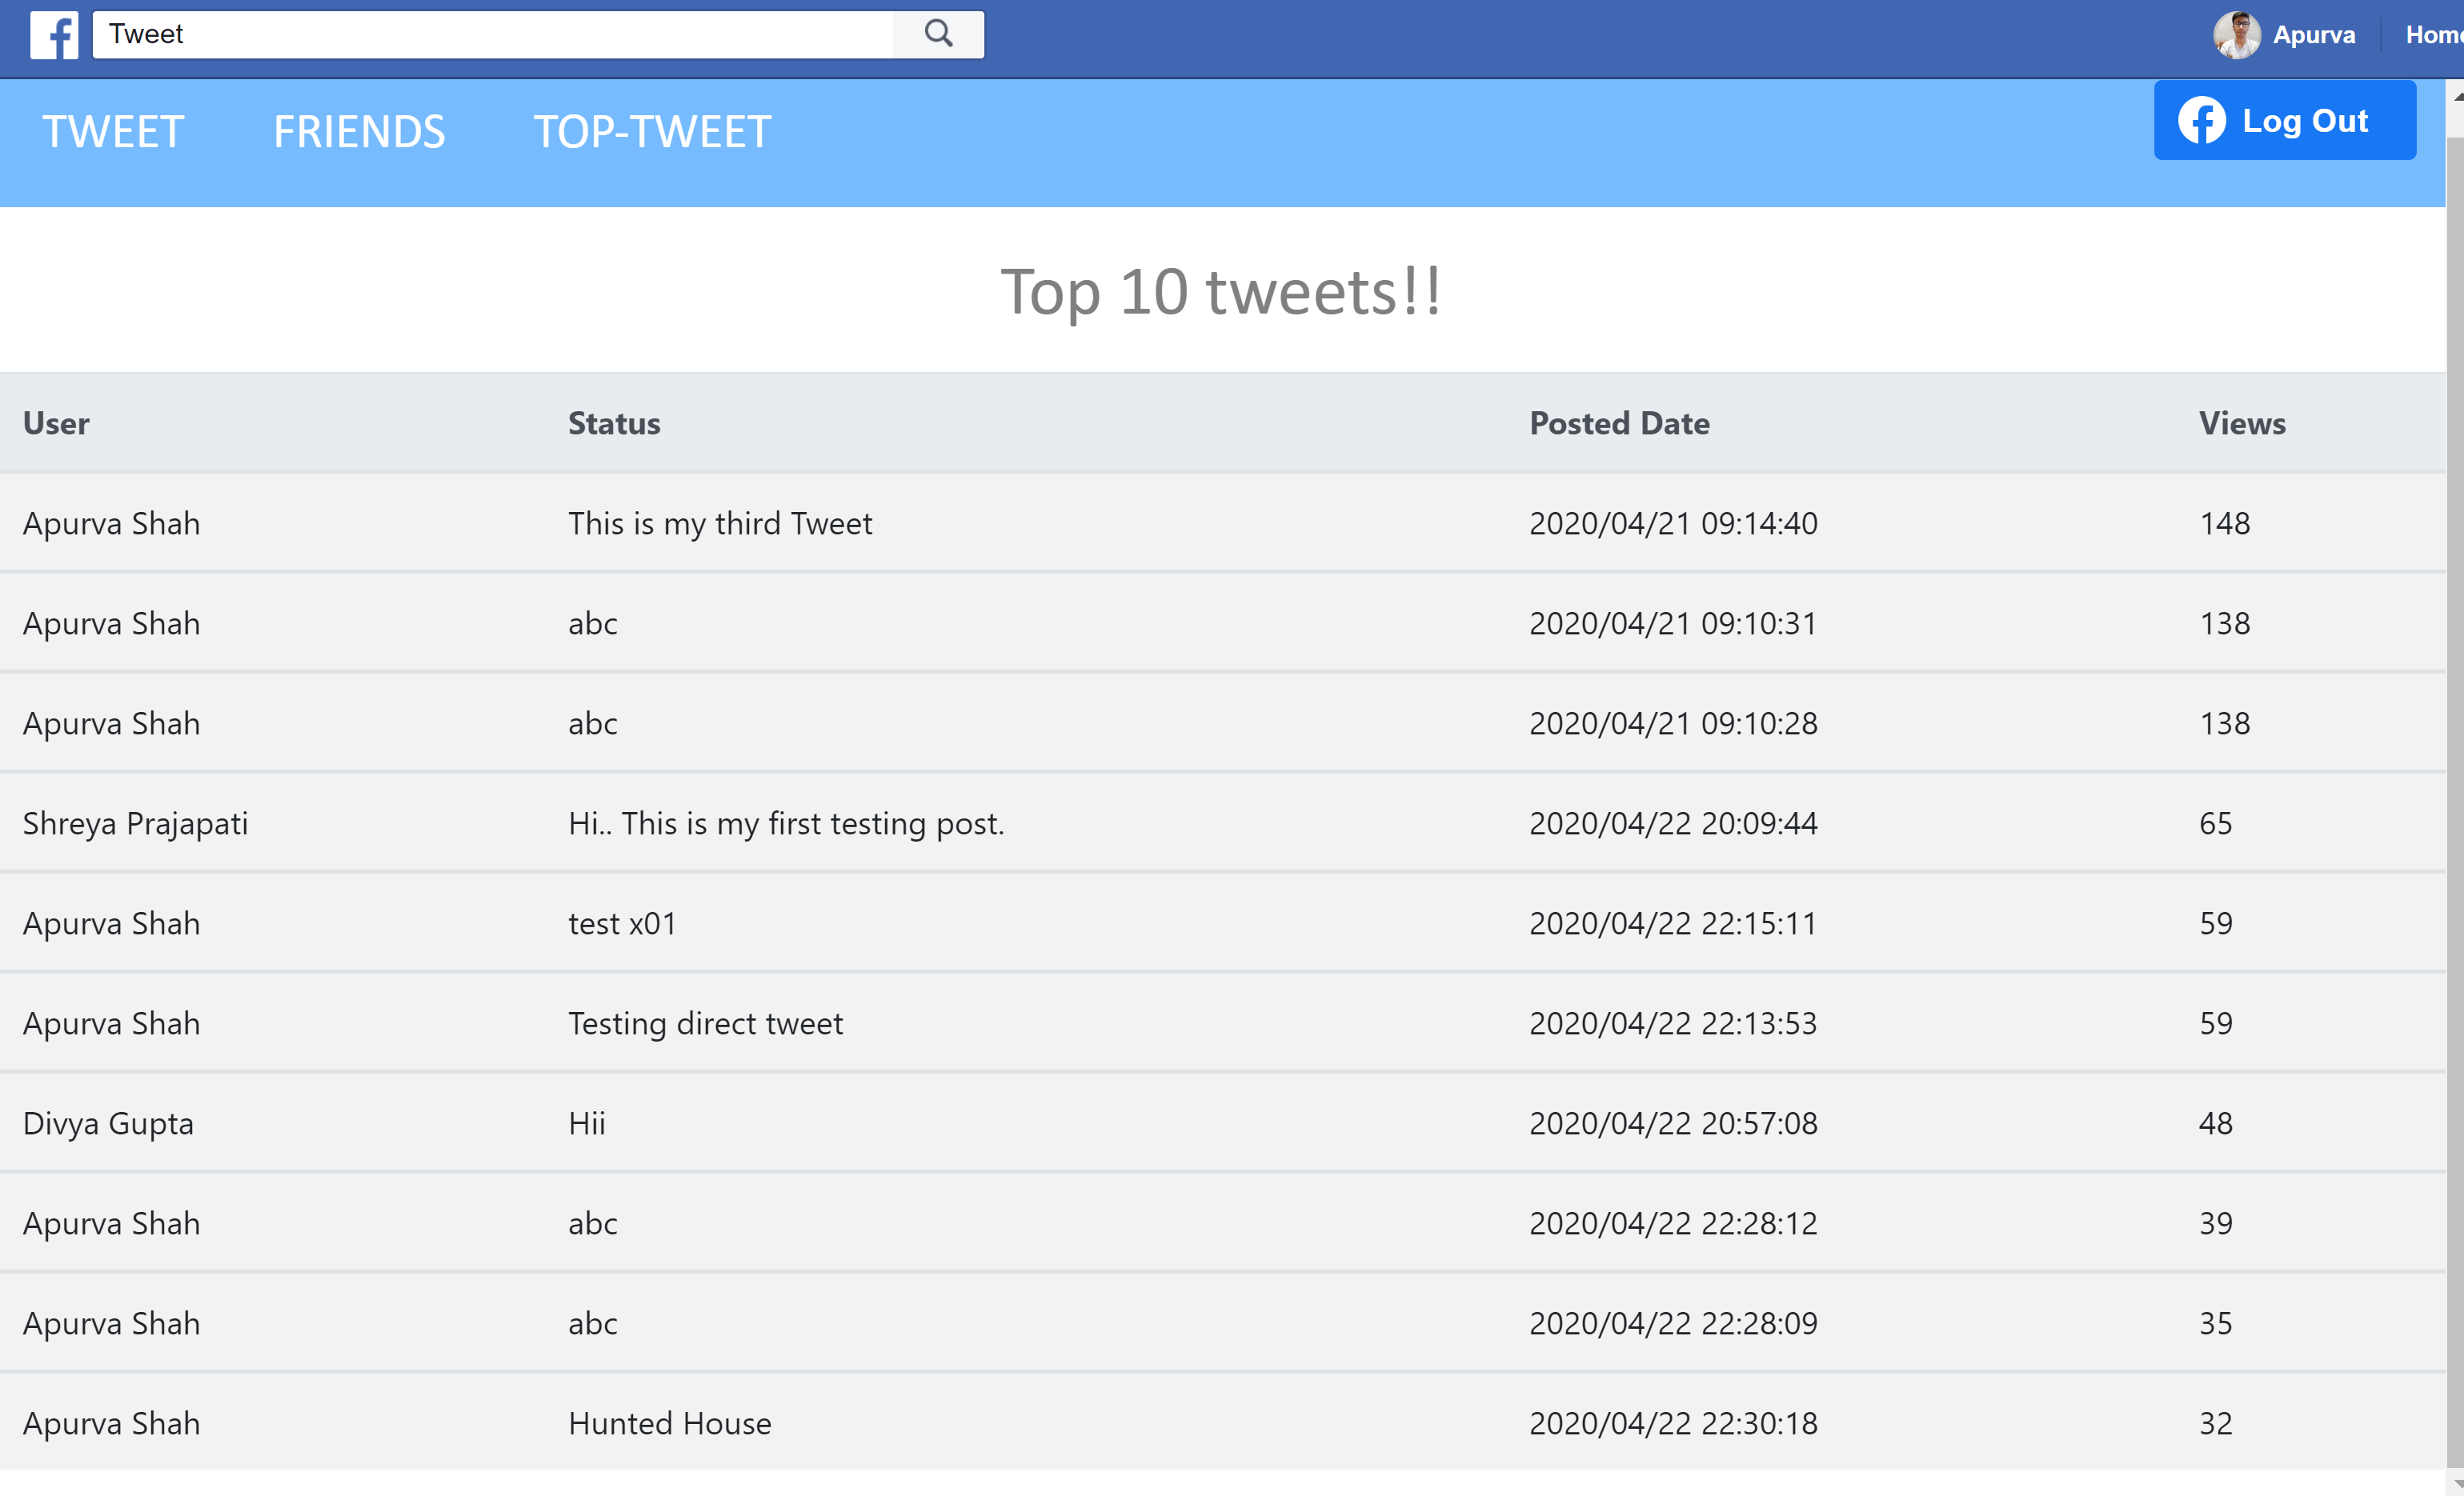 Tweet
Apurva
Home
TWEET FRIENDS TOP-TWEET
Log Out
Top 10 tweets!!
User Status Posted Date Views
Apurva Shah This is my third Tweet 2020/04/21 09:14:40 148
Apurva Shah abc 2020/04/21 09:10:31 138
Apurva Shah abc 2020/04/21 09:10:28 138
Shreya Prajapati Hi.. This is my first testing post. 2020/04/22 20:09:44 65
Apurva Shah test x01 2020/04/22 22:15:11 59
Apurva Shah Testing direct tweet 2020/04/22 22:13:53 59
Divya Gupta Hii 2020/04/22 20:57:08 48
Apurva Shah abc 2020/04/22 22:28:12 39
Apurva Shah abc 2020/04/22 22:28:09 35
Apurva Shah Hunted House 2020/04/22 22:30:18 32